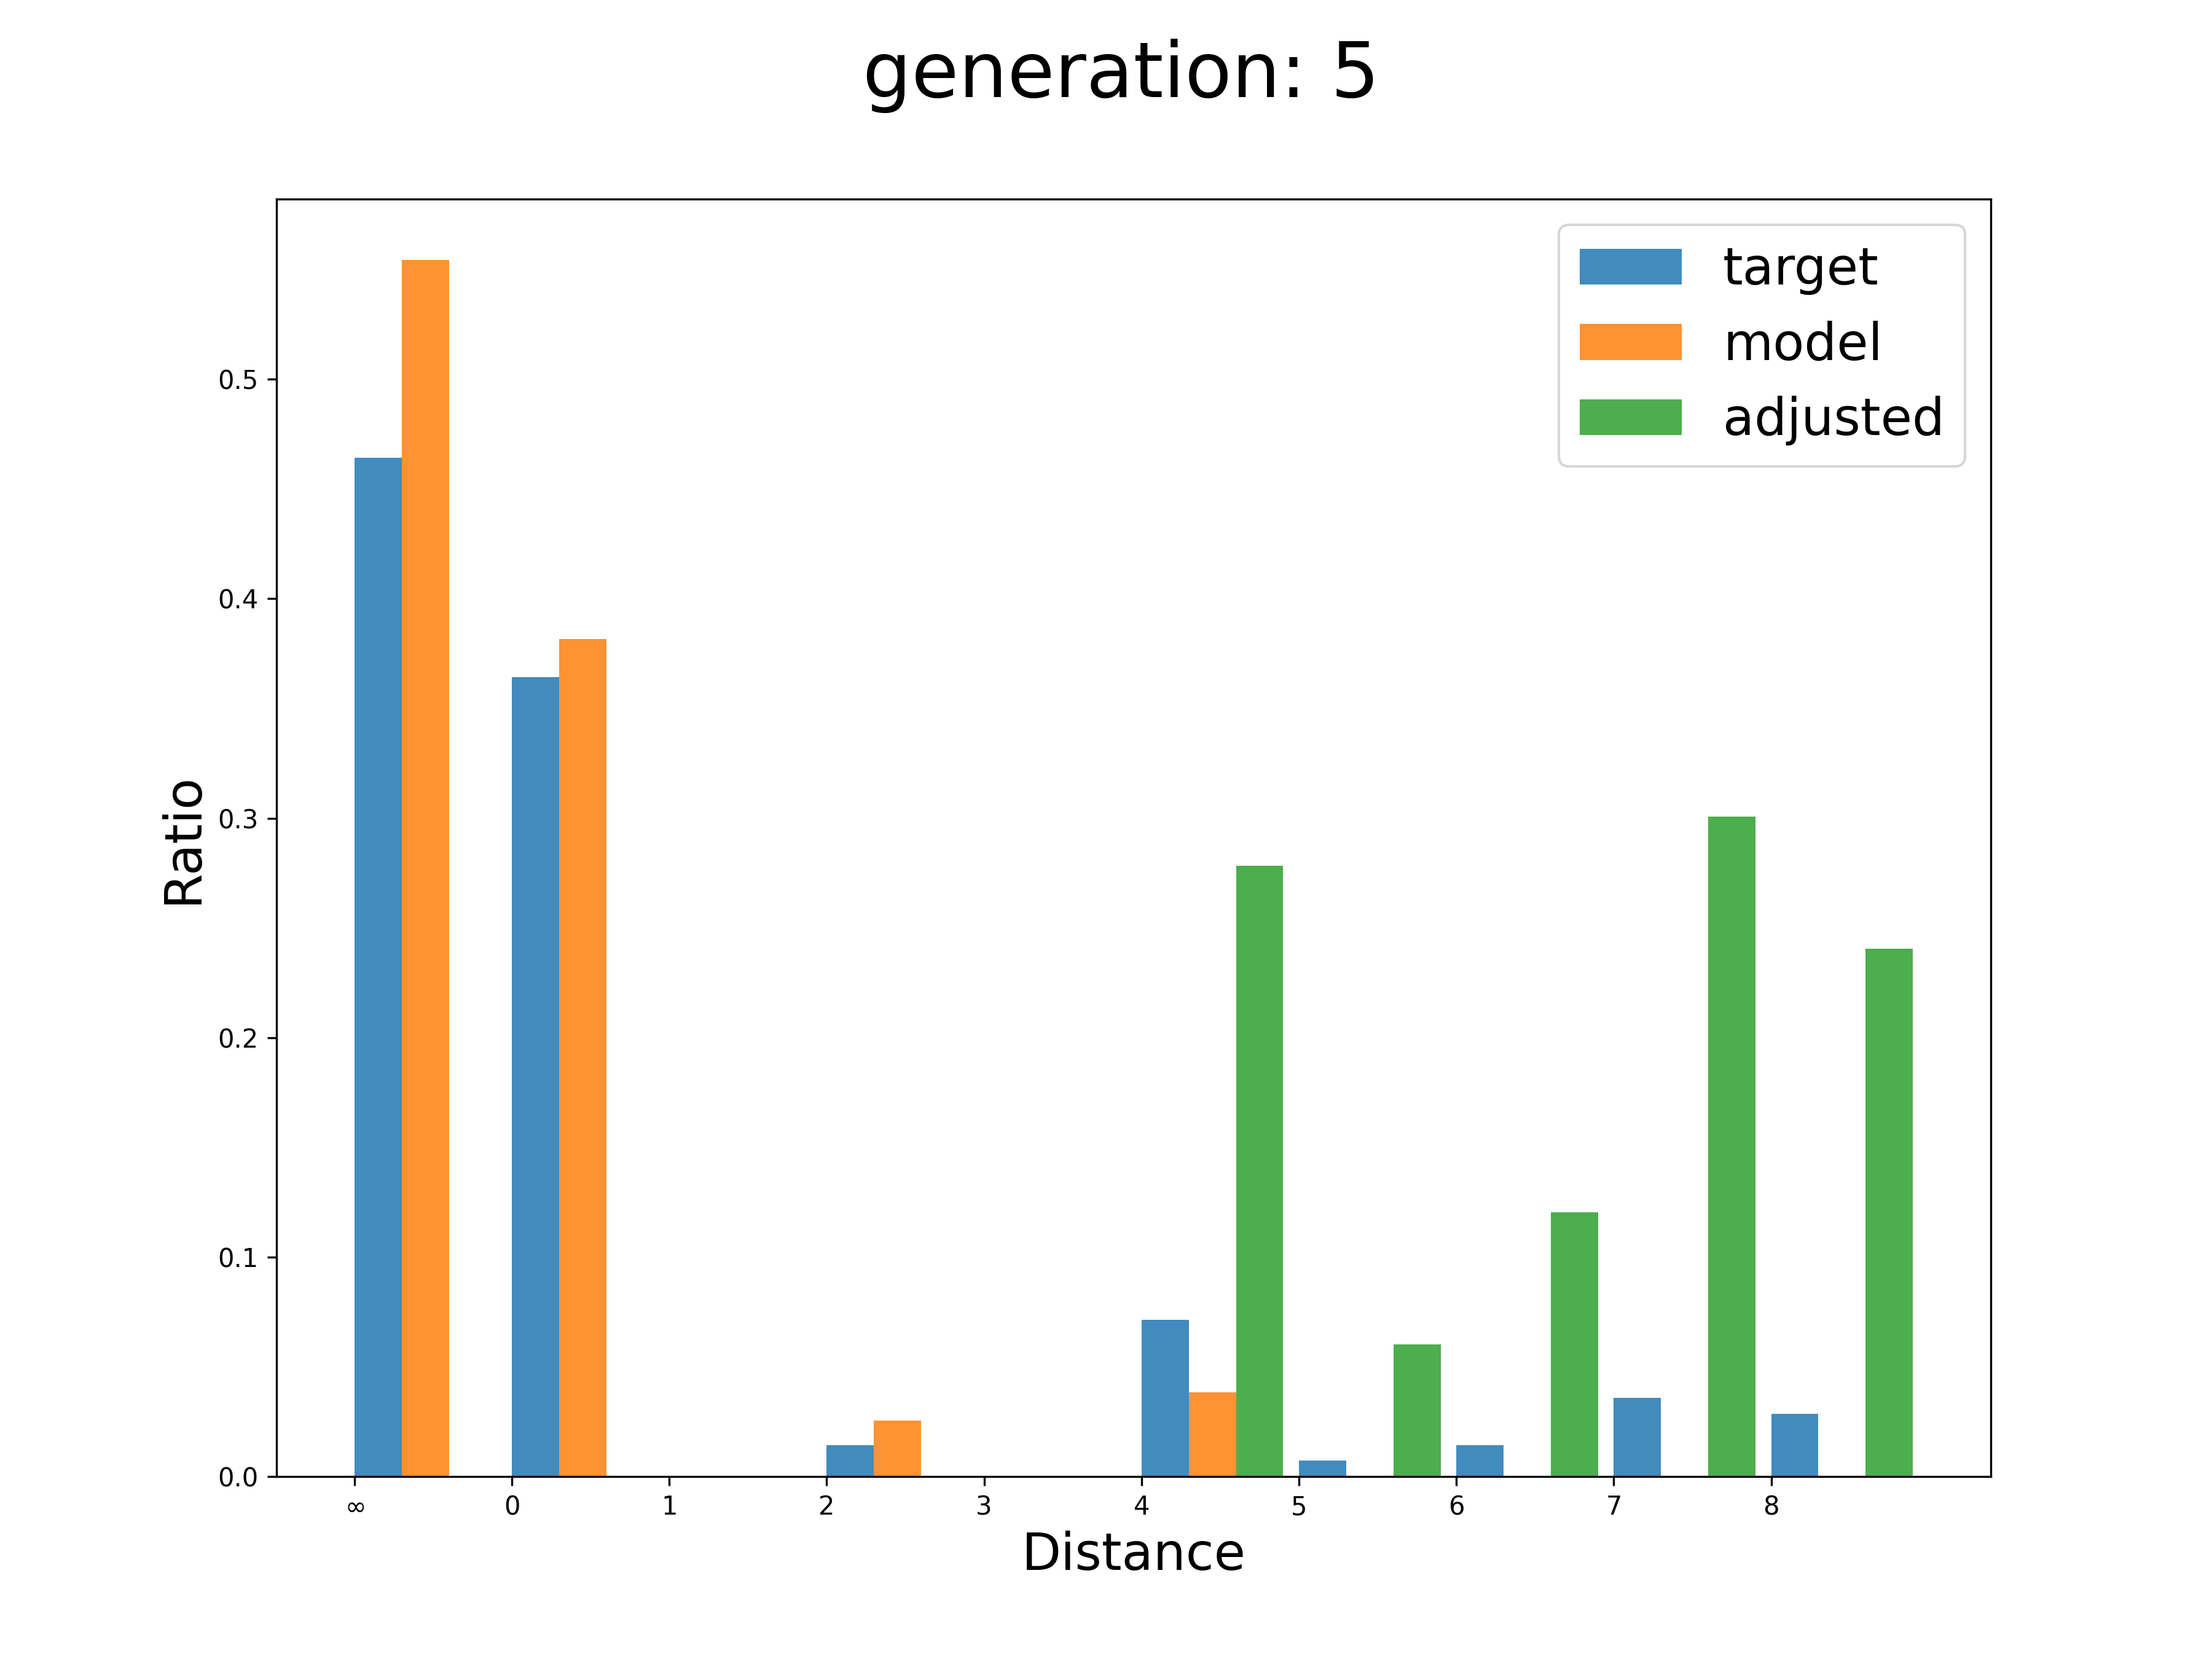 generation: 5
target
model
adjusted
Ratio
0.5
0.4
0.3
0.2
0.1
0.0
∞ 0 1 2 3 4 5 6 7 8
Distance